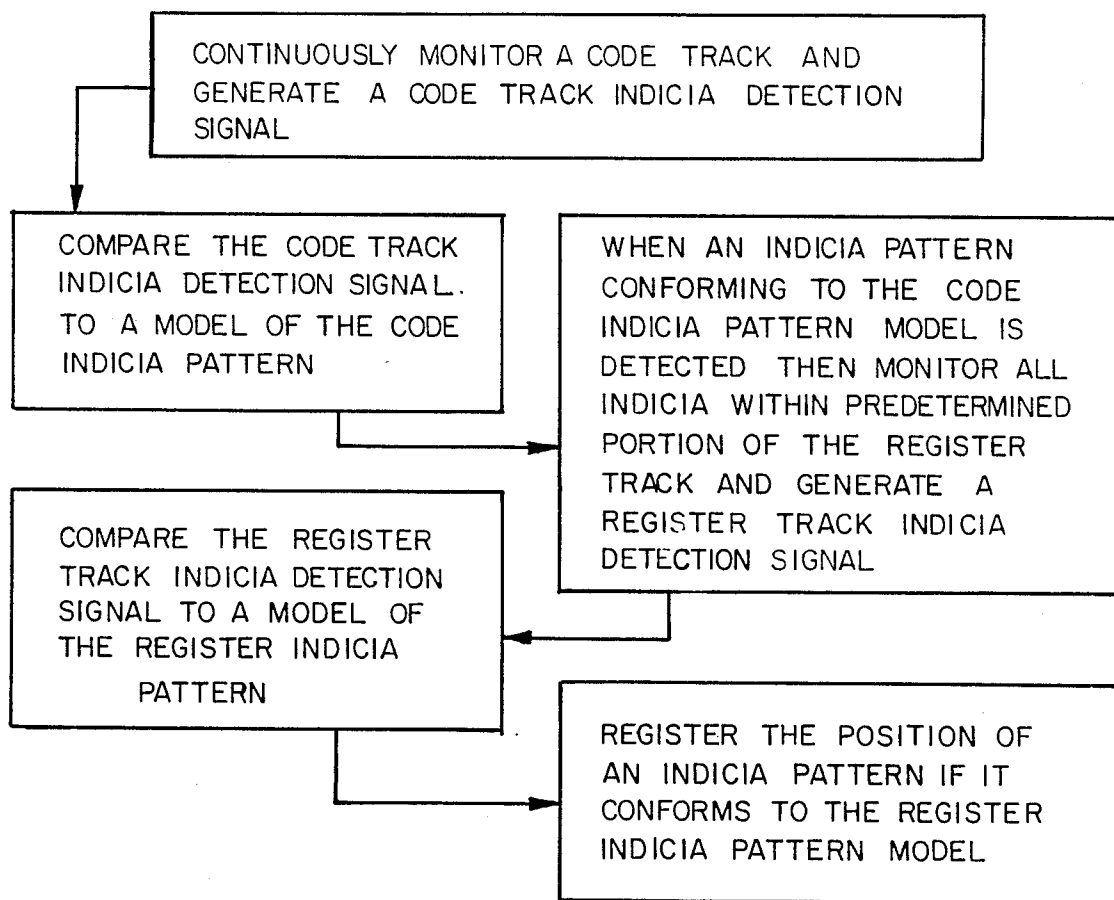 CONTINUOUSLY MONITOR A CODE TRACK AND
GENERATE A CODE TRACK INDICIA DETECTION
SIGNAL
COMPARE THE CODE TRACK
INDICIA DETECTION SIGNAL.
TO A MODEL OF THE CODE
INDICIA PATTERN
WHEN AN INDICIA PATTERN
CONFORMING TO THE CODE
INDICIA PATTERN MODEL IS
DETECTED THEN MONITOR ALL
INDICIA WITHIN PREDETERMINED
PORTION OF THE REGISTER
TRACK AND GENERATE A
REGISTER TRACK INDICIA
DETECTION SIGNAL
COMPARE THE REGISTER
TRACK INDICIA DETECTION
SIGNAL TO A MODEL OF
THE REGISTER INDICIA
PATTERN
REGISTER THE POSITION OF
AN INDICIA PATTERN IF IT
CONFORMS TO THE REGISTER
INDICIA PATTERN MODEL